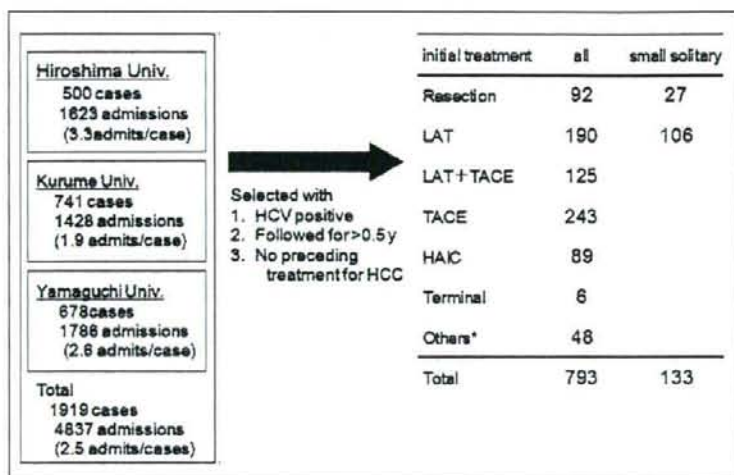 Hiroshima Univ.
500 cases
1623 admissions
(3.3admits/case)
Kurume Univ.
741 cases
1428 admissions
(1.9 admits/case)
Yamaguchi Univ.
678cases
1786 admissions
(2.6 admits/case)
Total
1919 cases
4837 admissions
(2.5 admits/cases)
Selected with
1. HCV positive
2. Followed for>0.5 y
3. No preceding
treatment for HCC
initial treatment all small solitary
Resection 92 27
LAT 190 106
LAT+TACE 125
TACE 243
HAIC 89
Terminal 6
Others* 48
Total 793 133